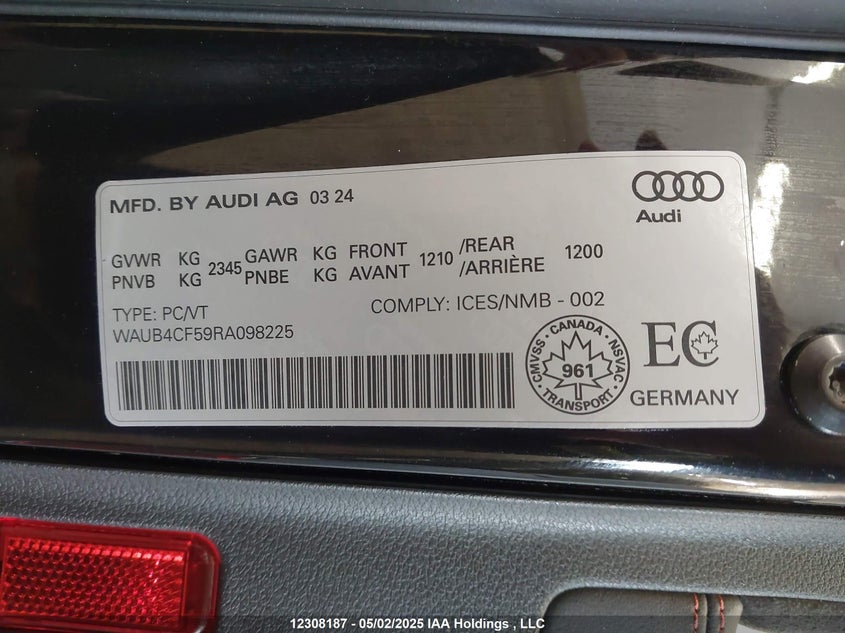 MFD. BY AUDI AG 03 24
Audi
GVWR KG 2345 GAWR KG FRONT 1210 /REAR 1200
PNVB KG PNBE KG AVANT /ARRIÈRE
TYPE: PC/VT
COMPLY: ICES/NMB - 002
WAUB4CF59RA098225
CMVSS · CANADA · NSVAC · TRANSPORT
961
EC
GERMANY
12308187 - 05/02/2025 IAA Holdings , LLC